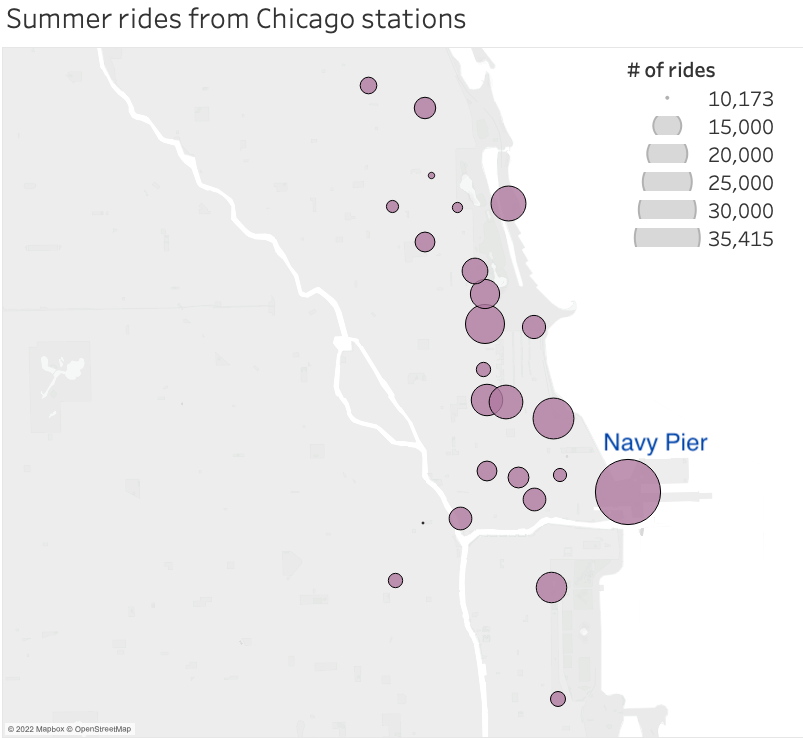 Summer rides from Chicago stations
# of rides
10,173
15,000
20,000
25,000
30,000
35,415
Navy Pier
© 2022 Mapbox © OpenStreetMap